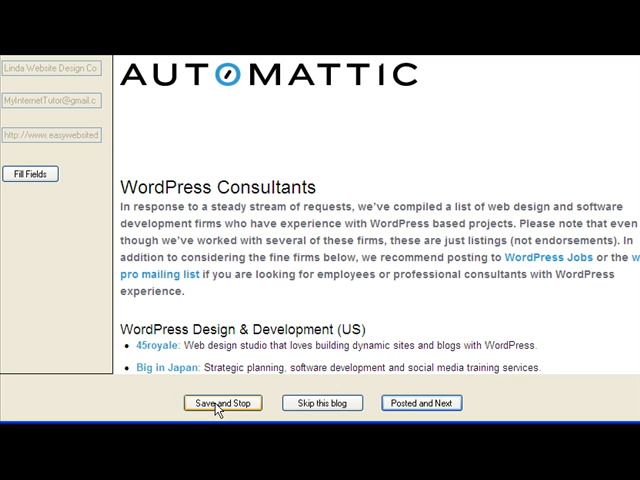 Linda Website Design Co
MyInternetTutor@gmail.c
http://www.easywebsited
Fill Fields
AUTOMATTIC
WordPress Consultants
In response to a steady stream of requests, we've compiled a list of web design and software
development firms who have experience with WordPress based projects. Please note that even
though we've worked with several of these firms, these are just listings (not endorsements). In
addition to considering the fine firms below, we recommend posting to WordPress Jobs or the w
pro mailing list if you are looking for employees or professional consultants with WordPress
experience.
WordPress Design & Development (US)
• 45royale: Web design studio that loves building dynamic sites and blogs with WordPress.
• Big in Japan: Strategic planning, software development and social media training services.
Save and Stop Skip this blog Posted and Next